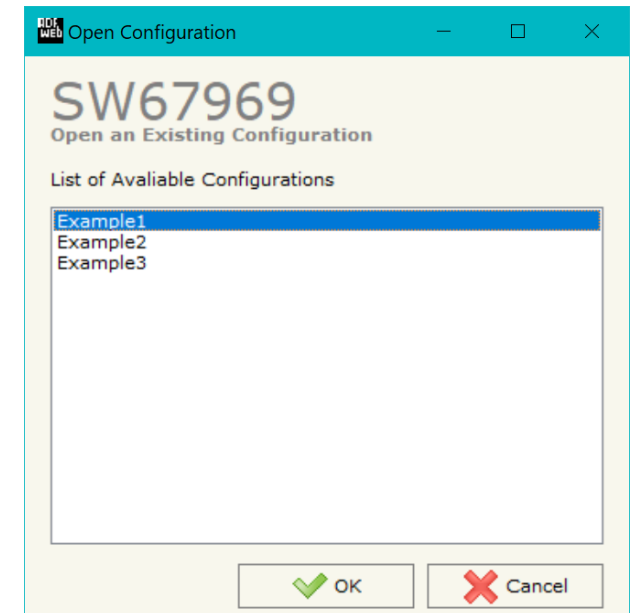 ADF
WEB Open Configuration
SW67969
Open an Existing Configuration
List of Avaliable Configurations
Example1
Example2
Example3
OK Cancel